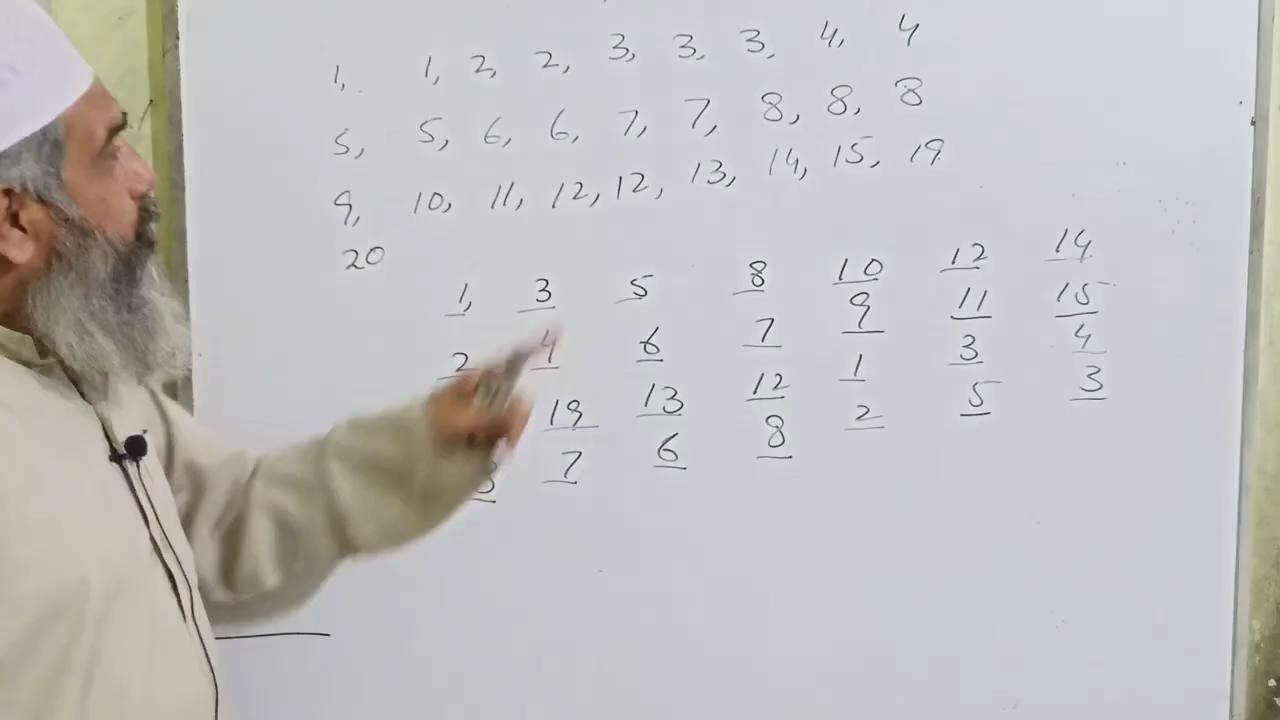 1, 1, 2, 2, 3, 3, 3, 4, 4
5, 5, 6, 6, 7, 7, 8, 8, 8
9, 10, 11, 12, 12, 13, 14, 15, 19
20
1, 3 5 8 10 12 14
2 4 6 7 9 11 15
19 13 12 1 3 4
7 6 8 2 5 3